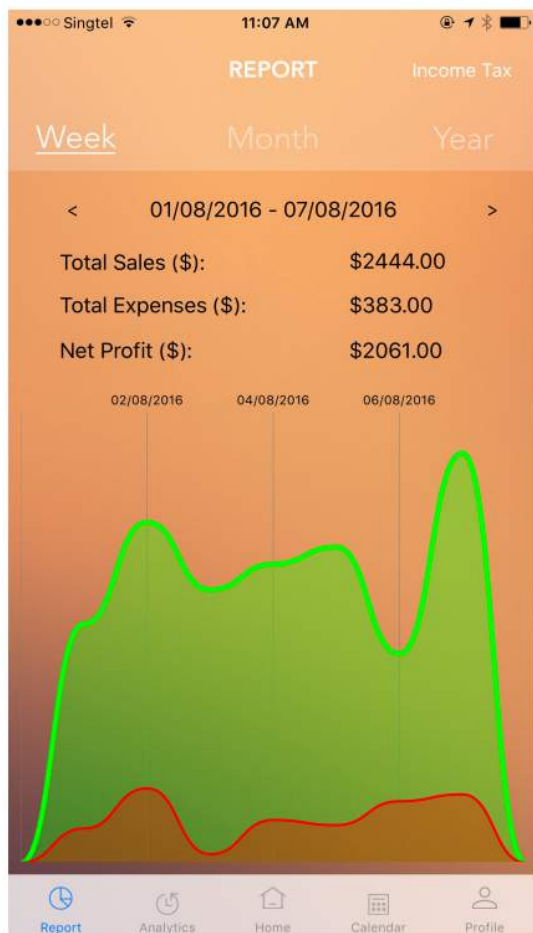 Singtel 11:07 AM
REPORT Income Tax
Week Month Year
< 01/08/2016 - 07/08/2016 >
Total Sales ($): $2444.00
Total Expenses ($): $383.00
Net Profit ($): $2061.00
02/08/2016 04/08/2016 06/08/2016
Report Analytics Home Calendar Profile